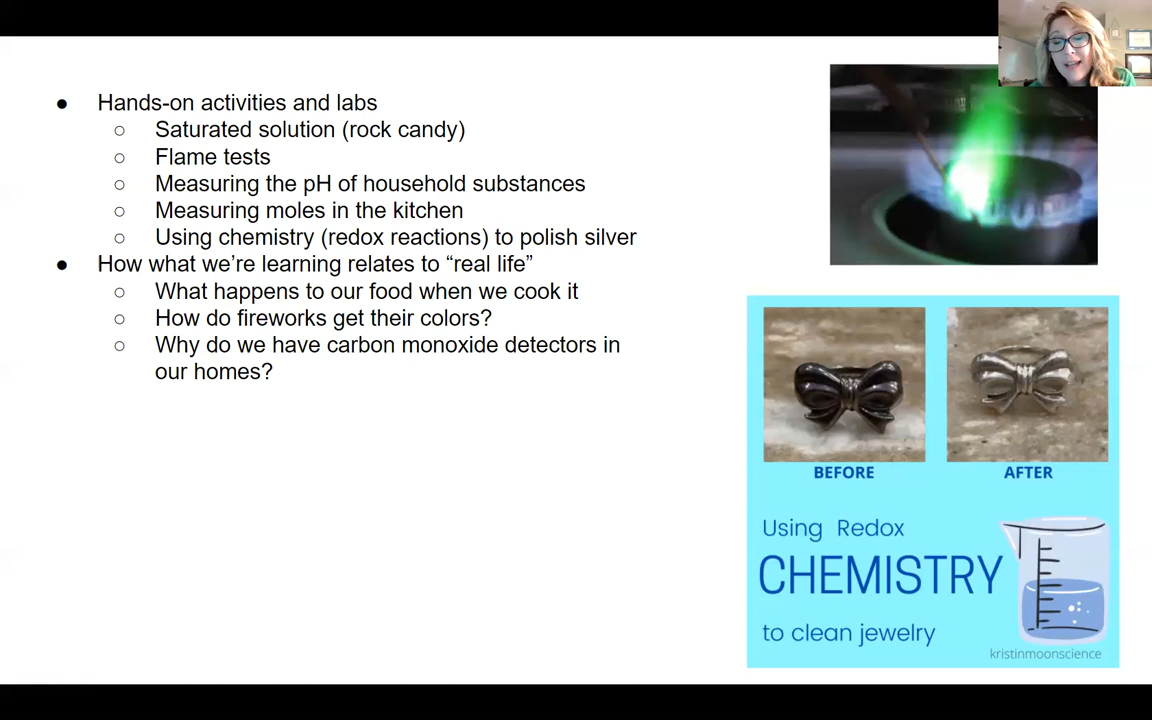 ● Hands-on activities and labs
○ Saturated solution (rock candy)
○ Flame tests
○ Measuring the pH of household substances
○ Measuring moles in the kitchen
○ Using chemistry (redox reactions) to polish silver
● How what we’re learning relates to “real life”
○ What happens to our food when we cook it
○ How do fireworks get their colors?
○ Why do we have carbon monoxide detectors in
our homes?
BEFORE
AFTER
Using Redox
CHEMISTRY
to clean jewelry
kristinmoonscience